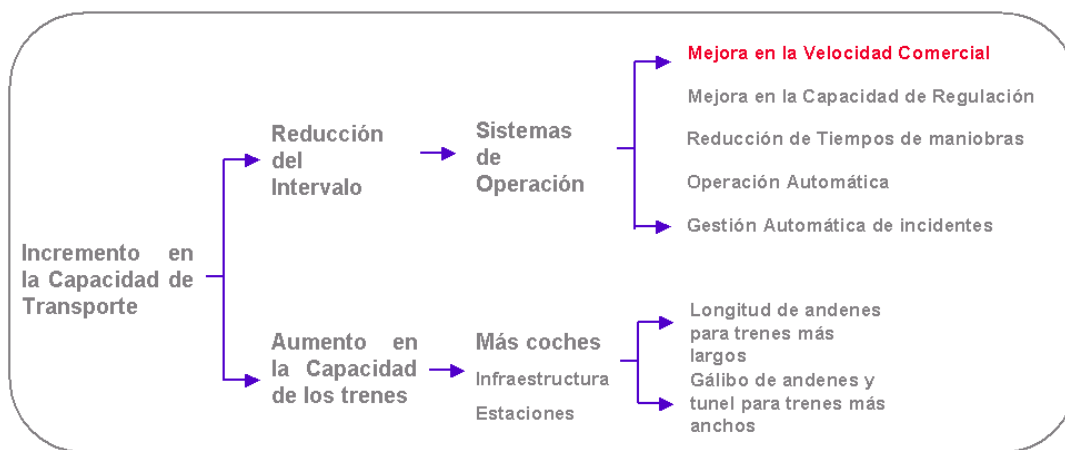 Mejora en la Velocidad Comercial
Mejora en la Capacidad de Regulación
Reducción de Tiempos de maniobras
Operación Automática
Gestión Automática de incidentes
Reducción
del
Intervalo
Sistemas
de
Operación
Incremento en
la Capacidad de
Transporte
Aumento en
la Capacidad
de los trenes
Más coches
Infraestructura
Estaciones
Longitud de andenes
para trenes más
largos
Gálibo de andenes y
tunel para trenes más
anchos